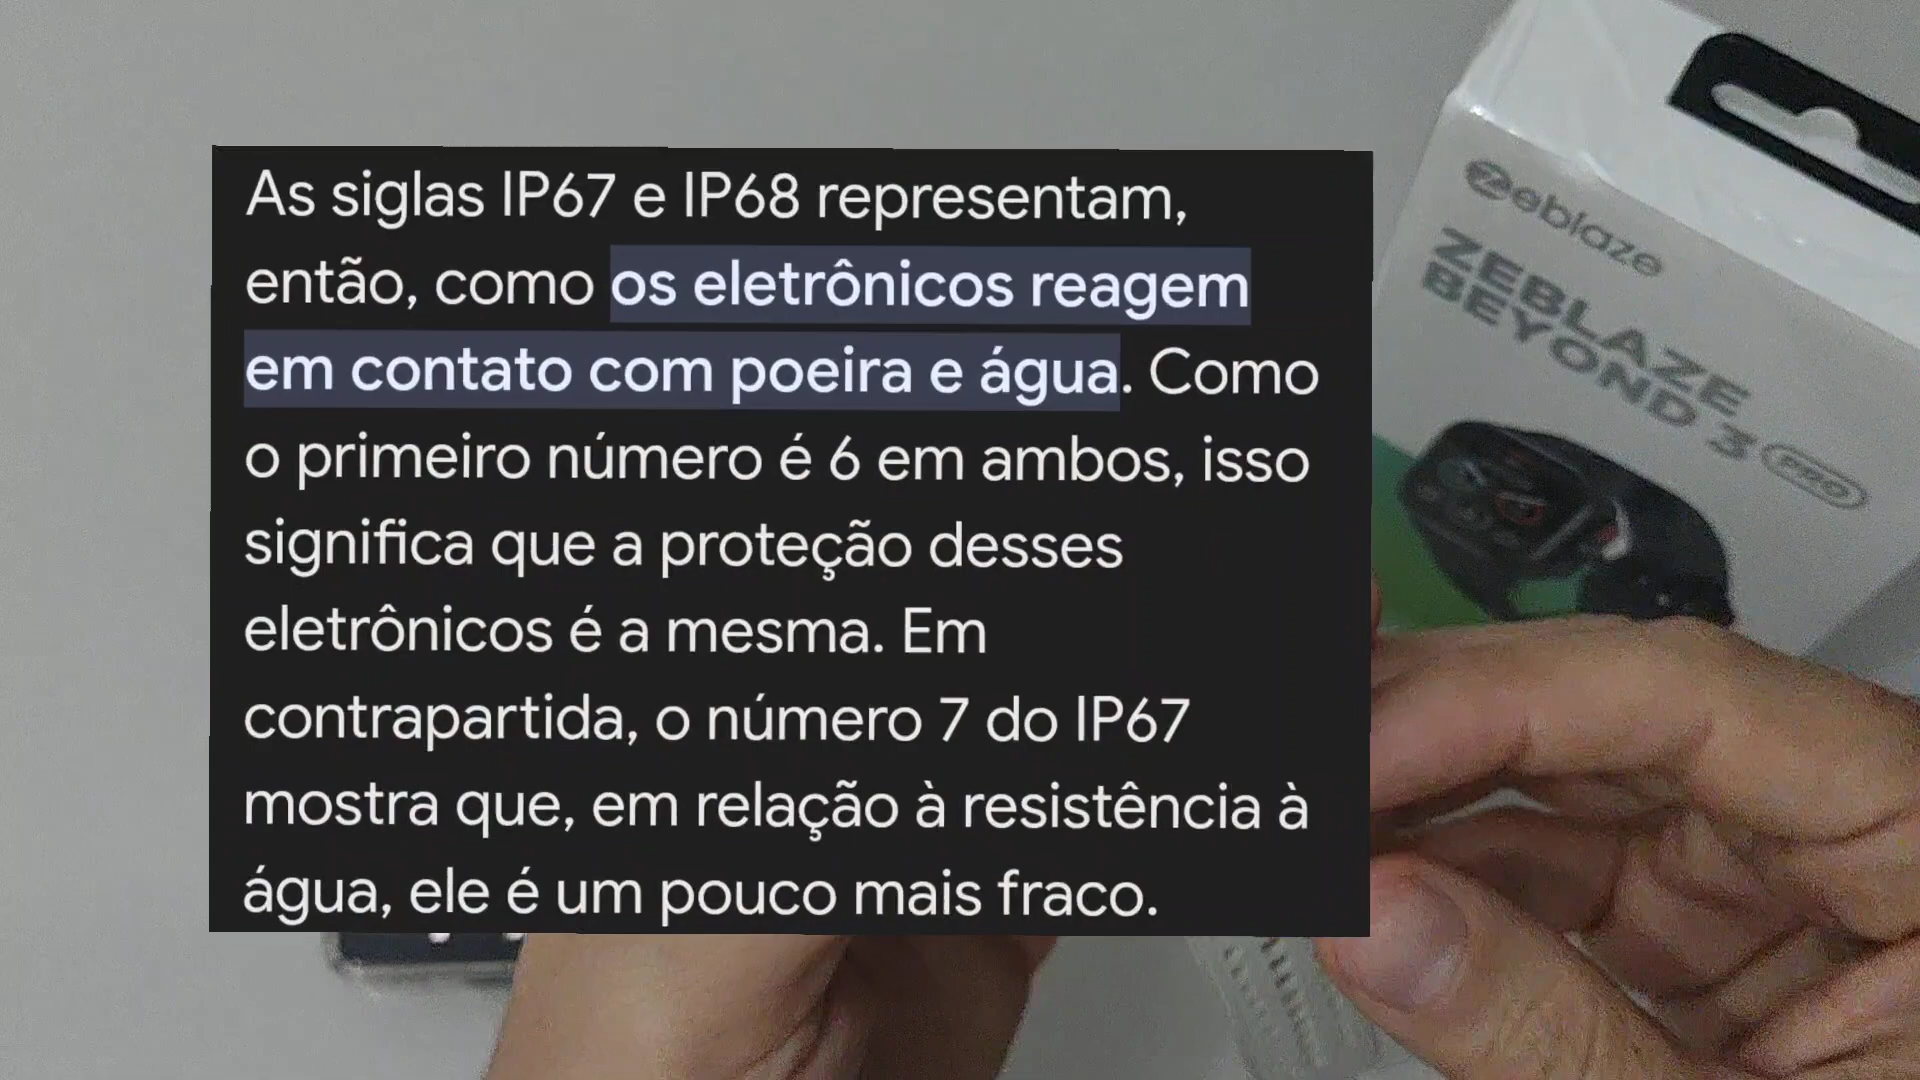 As siglas IP67 e IP68 representam,
então, como os eletrônicos reagem
em contato com poeira e água. Como
o primeiro número é 6 em ambos, isso
significa que a proteção desses
eletrônicos é a mesma. Em
contrapartida, o número 7 do IP67
mostra que, em relação à resistência à
água, ele é um pouco mais fraco.
Zeblaze
ZEBLAZE
BEYOND 3 PRO